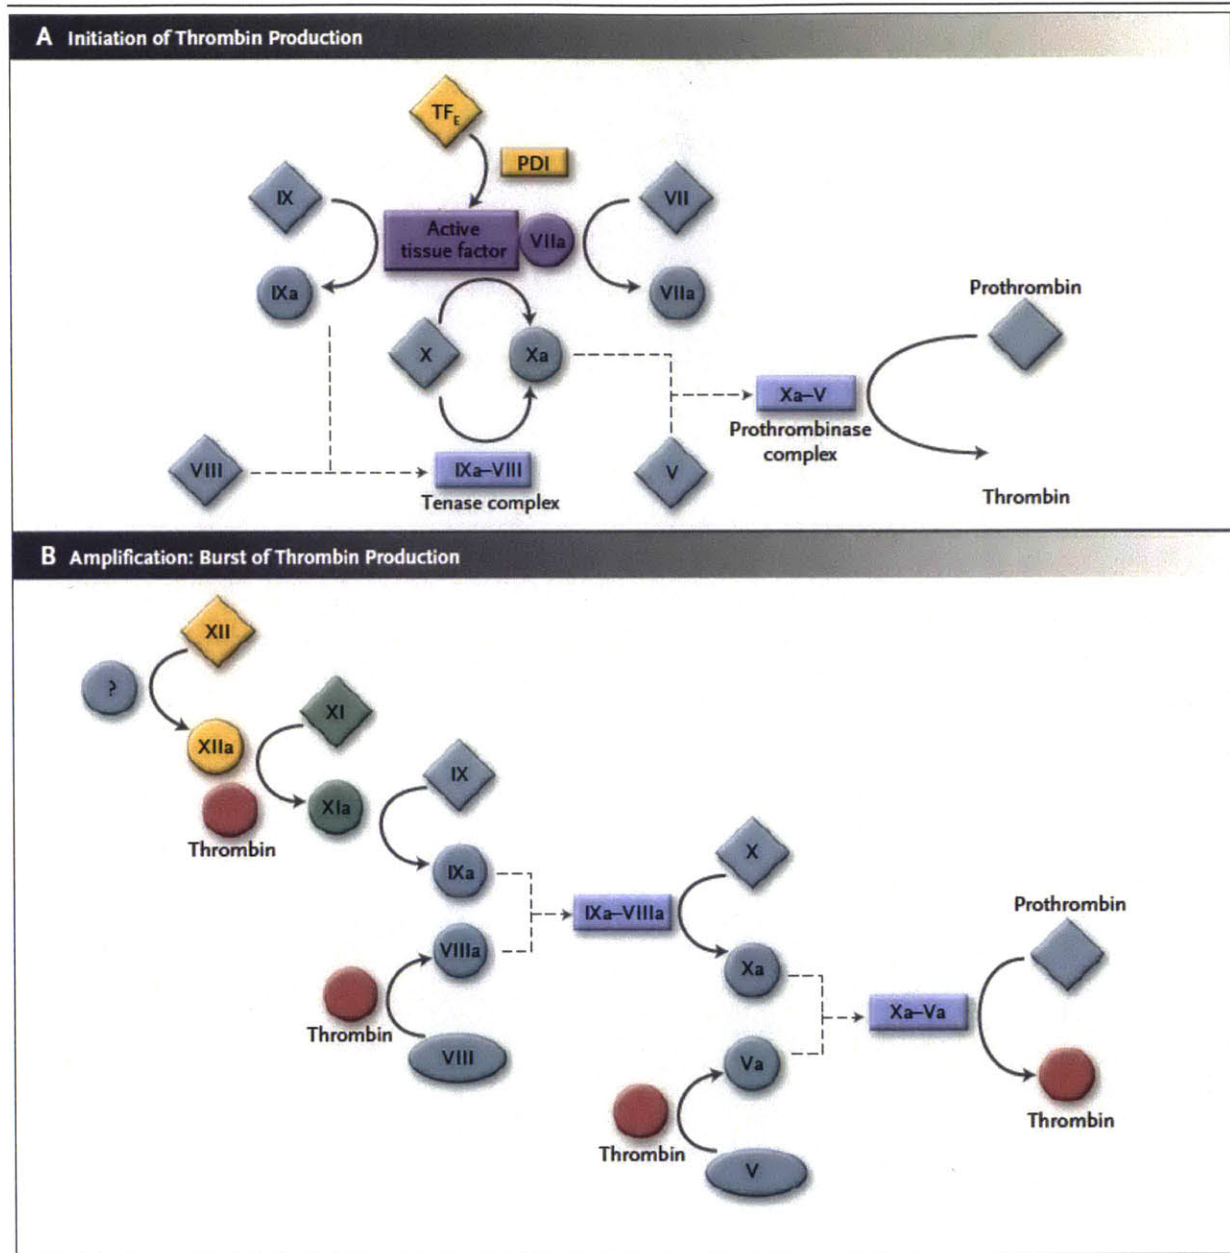 A Initiation of Thrombin Production
TF_E
PDI
IX
VII
Active
tissue factor
VIIa
IXa
VIIa
Prothrombin
X
Xa
Xa–V
Prothrombinase
complex
VIII
IXa–VIII
Tenase complex
V
Thrombin
B Amplification: Burst of Thrombin Production
XII
?
XI
XIIa
IX
XIa
Thrombin
X
IXa
IXa–VIIIa
Prothrombin
VIIIa
Xa
Thrombin
Xa–Va
VIII
Va
Thrombin
Thrombin
V